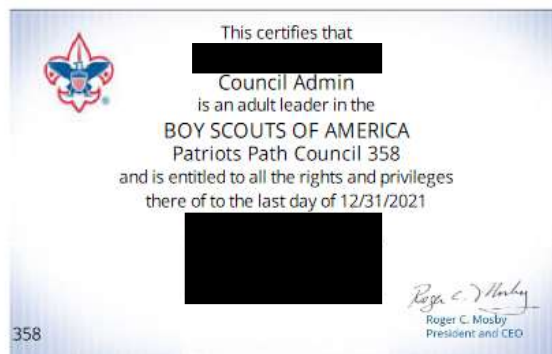 This certifies that
Council Admin
is an adult leader in the
BOY SCOUTS OF AMERICA
Patriots Path Council 358
and is entitled to all the rights and privileges
there of to the last day of 12/31/2021
Roger C. Mosby
Roger C. Mosby
President and CEO
358